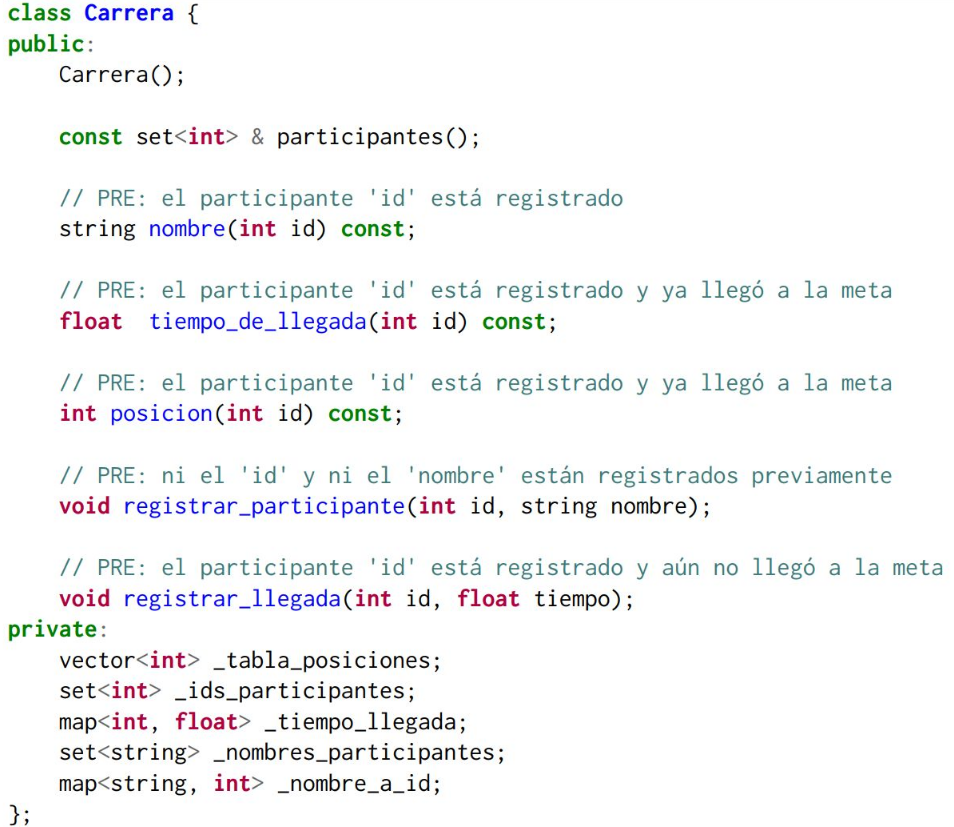 class Carrera {
public:
    Carrera();

    const set<int> & participantes();

    // PRE: el participante 'id' está registrado
    string nombre(int id) const;

    // PRE: el participante 'id' está registrado y ya llegó a la meta
    float  tiempo_de_llegada(int id) const;

    // PRE: el participante 'id' está registrado y ya llegó a la meta
    int posicion(int id) const;

    // PRE: ni el 'id' y ni el 'nombre' están registrados previamente
    void registrar_participante(int id, string nombre);

    // PRE: el participante 'id' está registrado y aún no llegó a la meta
    void registrar_llegada(int id, float tiempo);
private:
    vector<int> _tabla_posiciones;
    set<int> _ids_participantes;
    map<int, float> _tiempo_llegada;
    set<string> _nombres_participantes;
    map<string, int> _nombre_a_id;
};